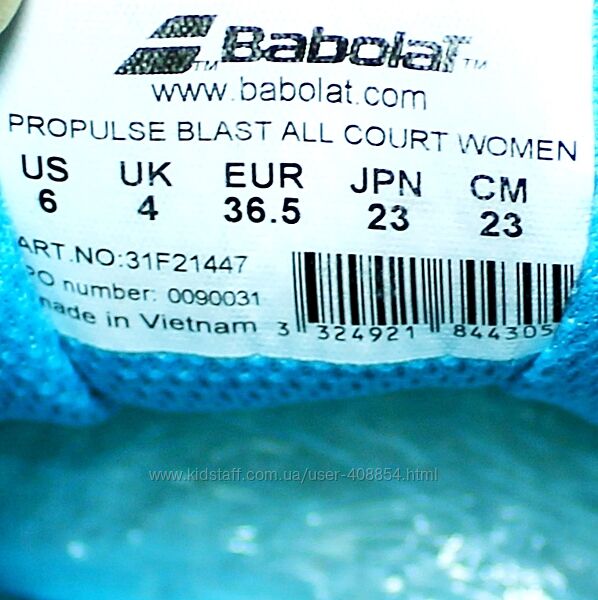 Babolat™
www.babolat.com
PROPULSE BLAST ALL COURT WOMEN
US UK EUR JPN CM
6 4 36.5 23 23
ART.NO:31F21447
PO number: 0090031
made in Vietnam
3 324921 844305
www.kidstaff.com.ua/user-408854.html